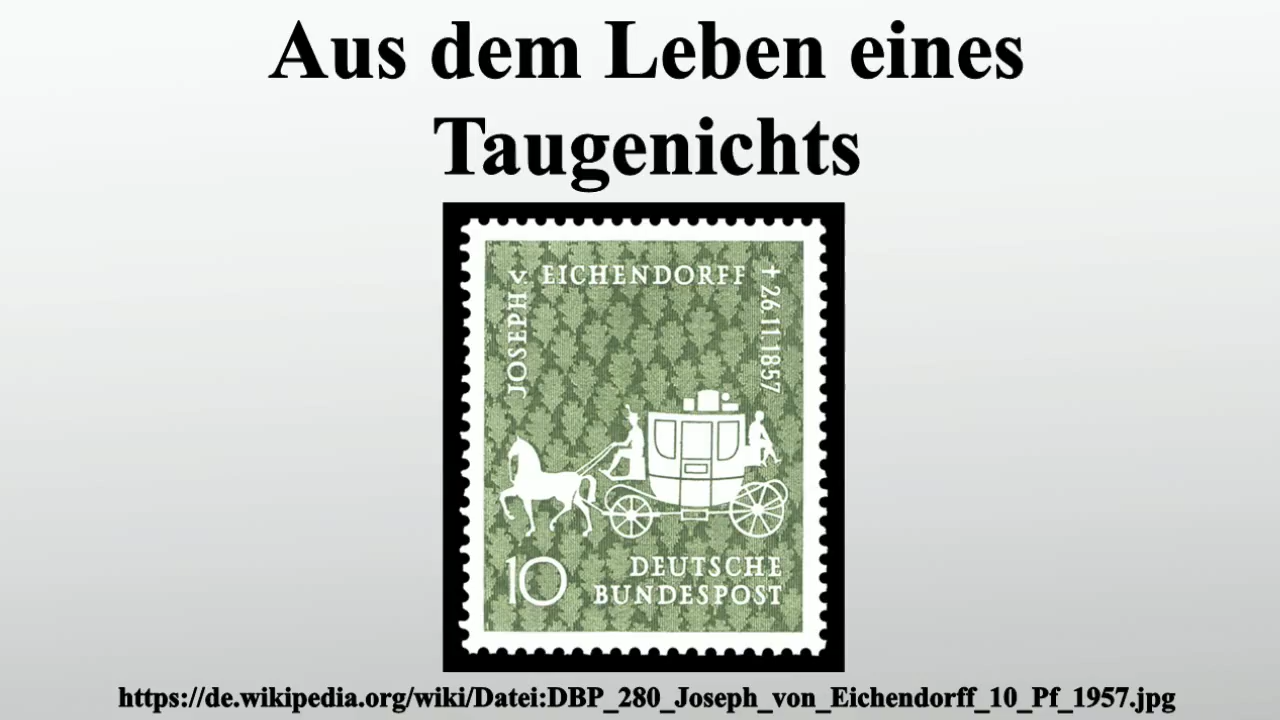 Aus dem Leben eines
Taugenichts
JOSEPH v. EICHENDORFF † 26.11.1857
10
DEUTSCHE
BUNDESPOST
https://de.wikipedia.org/wiki/Datei:DBP_280_Joseph_von_Eichendorff_10_Pf_1957.jpg